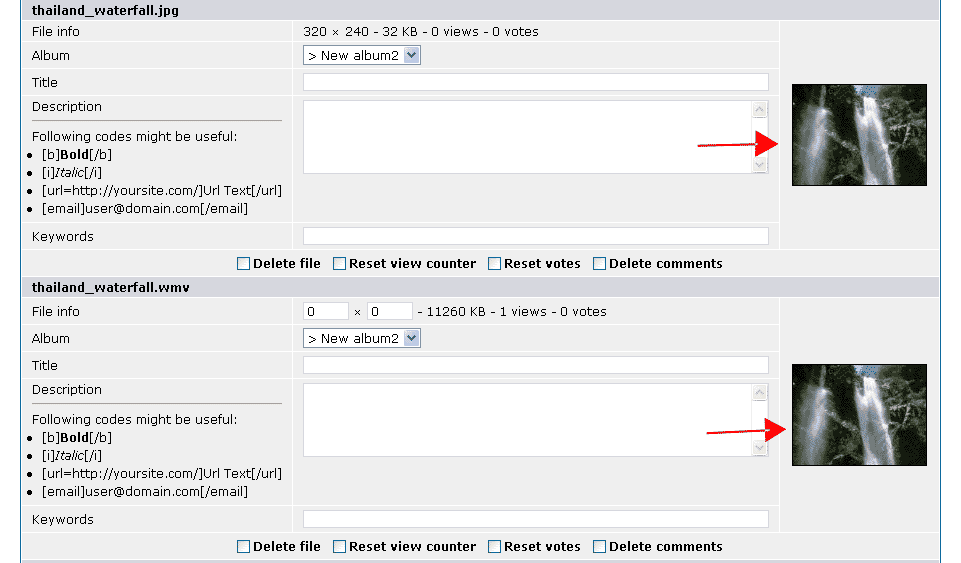 thailand_waterfall.jpg
File info 320 × 240 - 32 KB - 0 views - 0 votes
Album > New album2
Title
Description
Following codes might be useful:
• [b]Bold[/b]
• [i]Italic[/i]
• [url=http://yoursite.com/]Url Text[/url]
• [email]user@domain.com[/email]
Keywords
Delete file Reset view counter Reset votes Delete comments
thailand_waterfall.wmv
File info 0 × 0 - 11260 KB - 1 views - 0 votes
Album > New album2
Title
Description
Following codes might be useful:
• [b]Bold[/b]
• [i]Italic[/i]
• [url=http://yoursite.com/]Url Text[/url]
• [email]user@domain.com[/email]
Keywords
Delete file Reset view counter Reset votes Delete comments